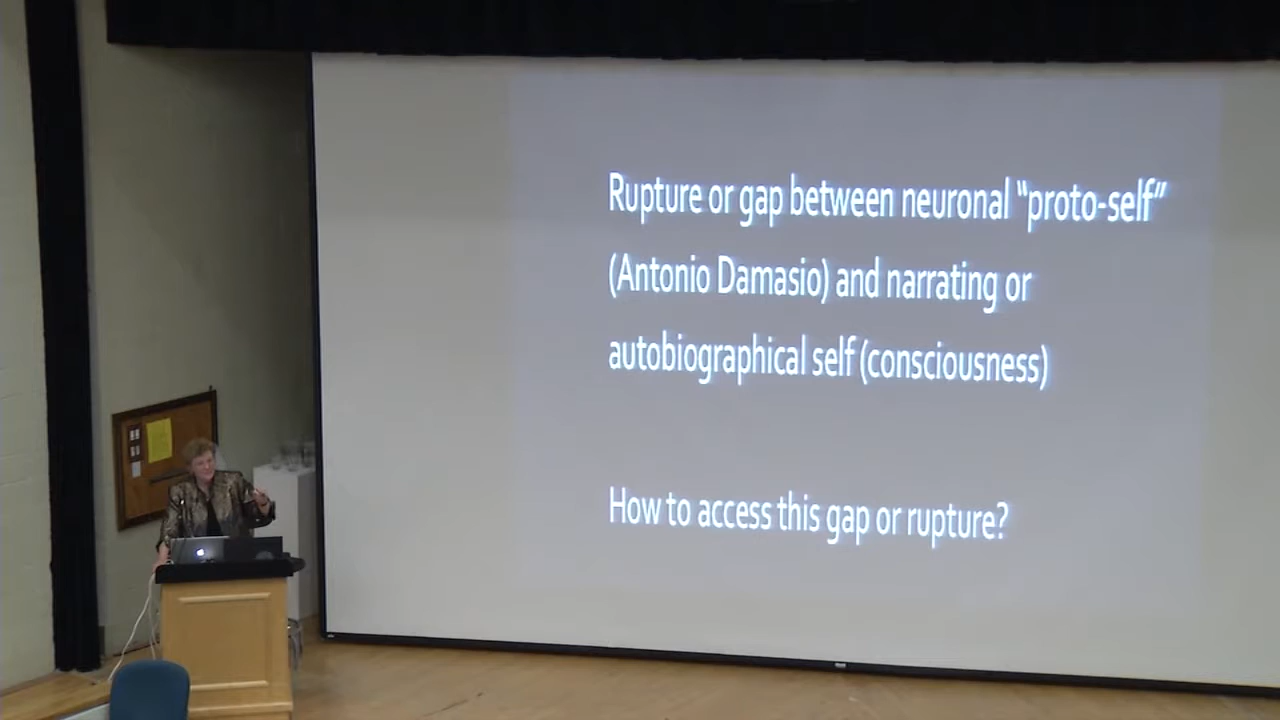 Rupture or gap between neuronal “proto-self”
(Antonio Damasio) and narrating or
autobiographical self (consciousness)
How to access this gap or rupture?